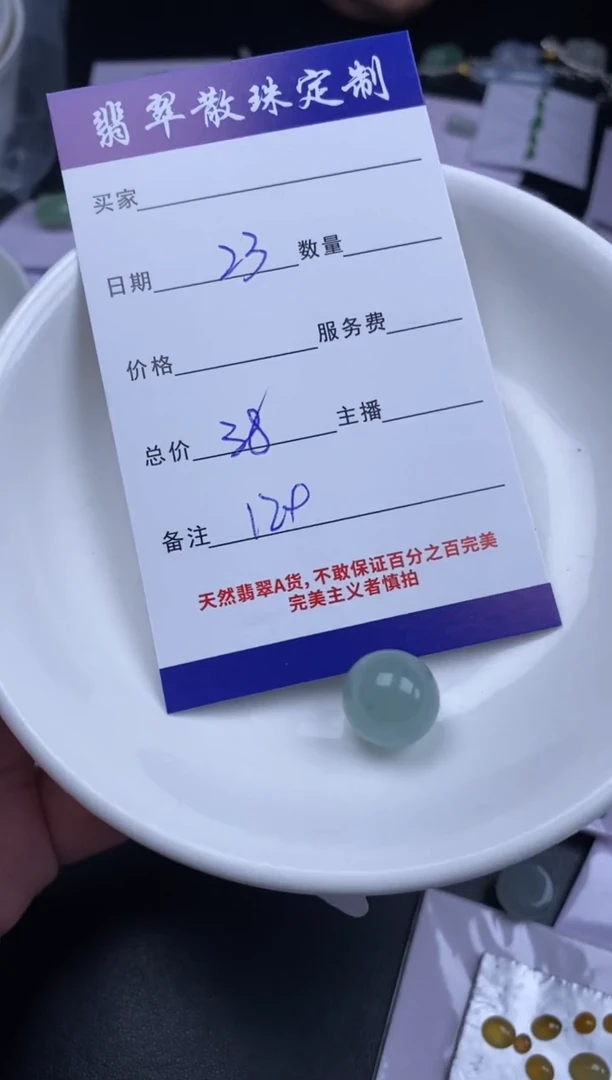 翡翠散珠定制
买家
日期 23 数量
价格 服务费
总价 38 主播
备注
天然翡翠A货,不敢保证百分之百完美
完美主义者慎拍